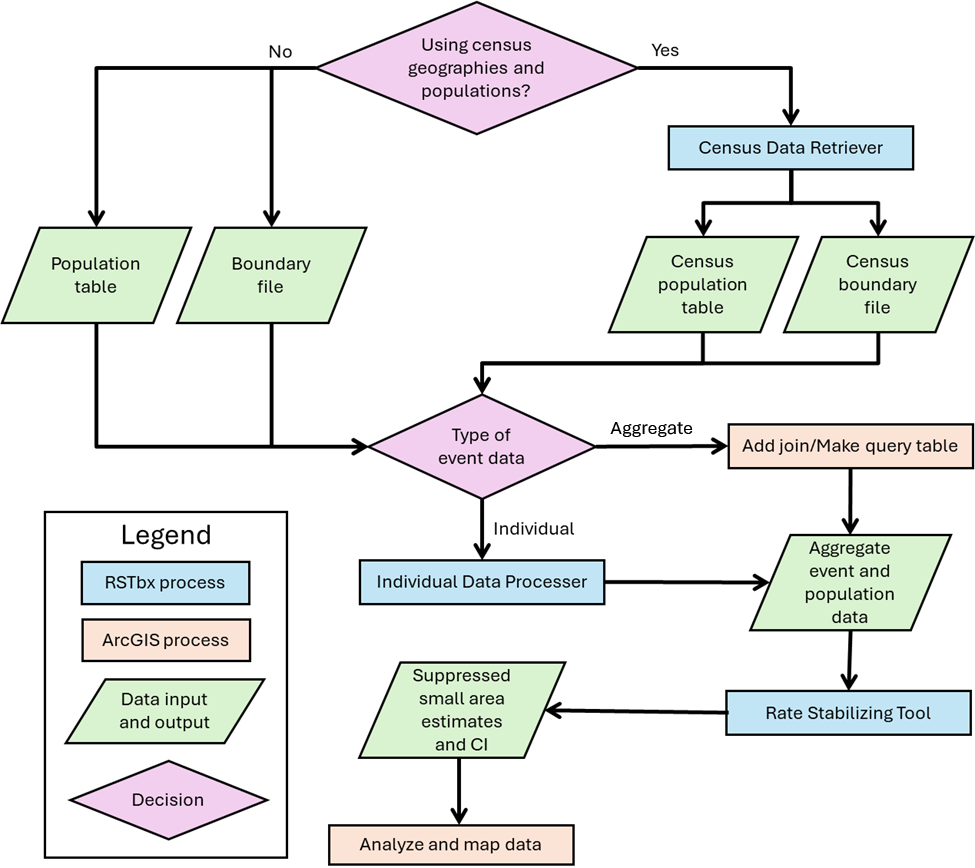 Using census
geographies and
populations?
No
Yes
Census Data Retriever
Population
table
Boundary
file
Census
population
table
Census
boundary
file
Type of
event data
Aggregate
Add join/Make query table
Individual
Individual Data Processer
Aggregate
event and
population
data
Rate Stabilizing Tool
Suppressed
small area
estimates
and CI
Analyze and map data
Legend
RSTbx process
ArcGIS process
Data input
and output
Decision